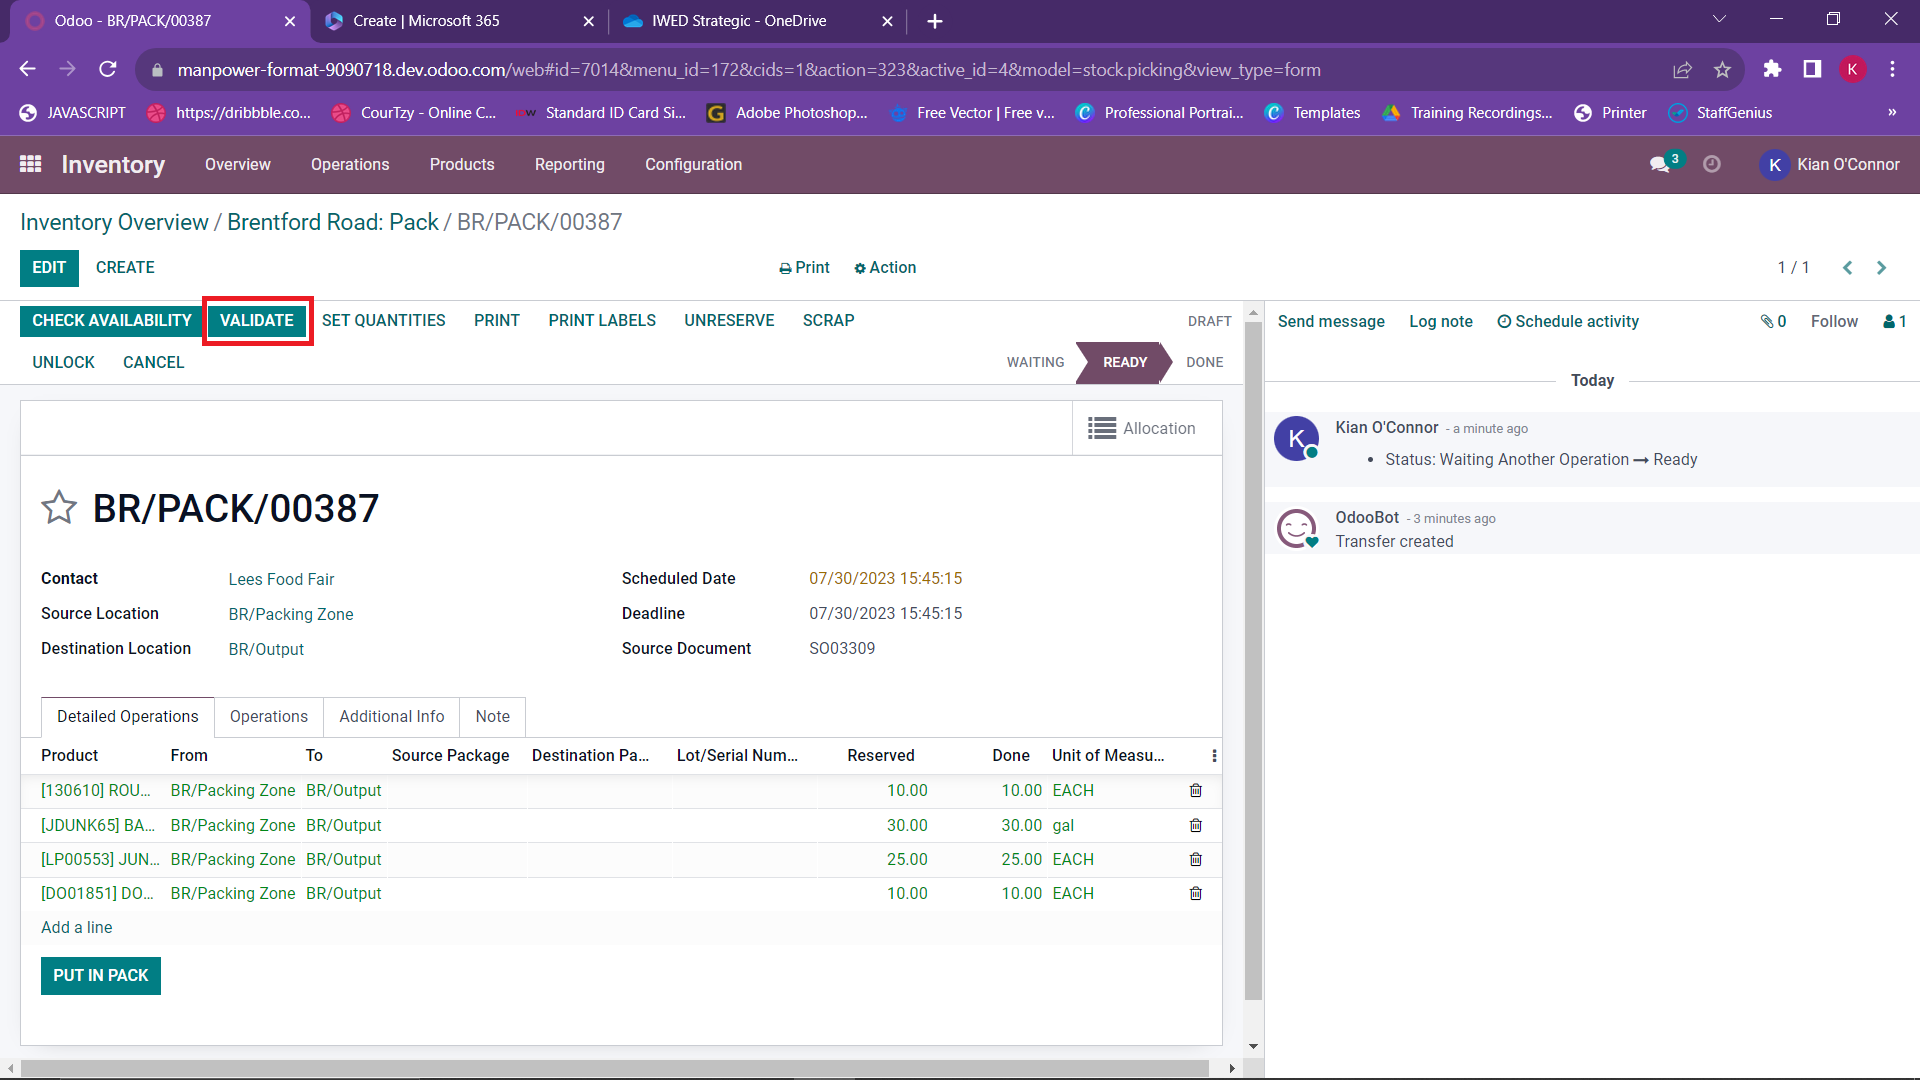 Odoo - BR/PACK/00387
Create | Microsoft 365
IWED Strategic - OneDrive
manpower-format-9090718.dev.odoo.com/web#id=7014&menu_id=172&cids=1&action=323&active_id=4&model=stock.picking&view_type=form
K
JAVASCRIPT
https://dribbble.co...
CourTzy - Online C...
Standard ID Card Si...
Adobe Photoshop...
Free Vector | Free v...
Professional Portrai...
Templates
Training Recordings...
Printer
StaffGenius
»
Inventory
Overview
Operations
Products
Reporting
Configuration
3
K
Kian O'Connor
Inventory Overview / Brentford Road: Pack / BR/PACK/00387
EDIT
CREATE
Print
Action
1 / 1
CHECK AVAILABILITY
VALIDATE
SET QUANTITIES
PRINT
PRINT LABELS
UNRESERVE
SCRAP
DRAFT
UNLOCK
CANCEL
WAITING
READY
DONE
Send message
Log note
Schedule activity
0
Follow
1
Today
K
Kian O'Connor - a minute ago
• Status: Waiting Another Operation → Ready
OdooBot - 3 minutes ago
Transfer created
Allocation
BR/PACK/00387
Contact Lees Food Fair
Scheduled Date 07/30/2023 15:45:15
Source Location BR/Packing Zone
Deadline 07/30/2023 15:45:15
Destination Location BR/Output
Source Document SO03309
Detailed Operations
Operations
Additional Info
Note
Product From To Source Package Destination Pa... Lot/Serial Num... Reserved Done Unit of Measu...
[130610] ROU... BR/Packing Zone BR/Output 10.00 10.00 EACH
[JDUNK65] BA... BR/Packing Zone BR/Output 30.00 30.00 gal
[LP00553] JUN... BR/Packing Zone BR/Output 25.00 25.00 EACH
[DO01851] DO... BR/Packing Zone BR/Output 10.00 10.00 EACH
Add a line
PUT IN PACK